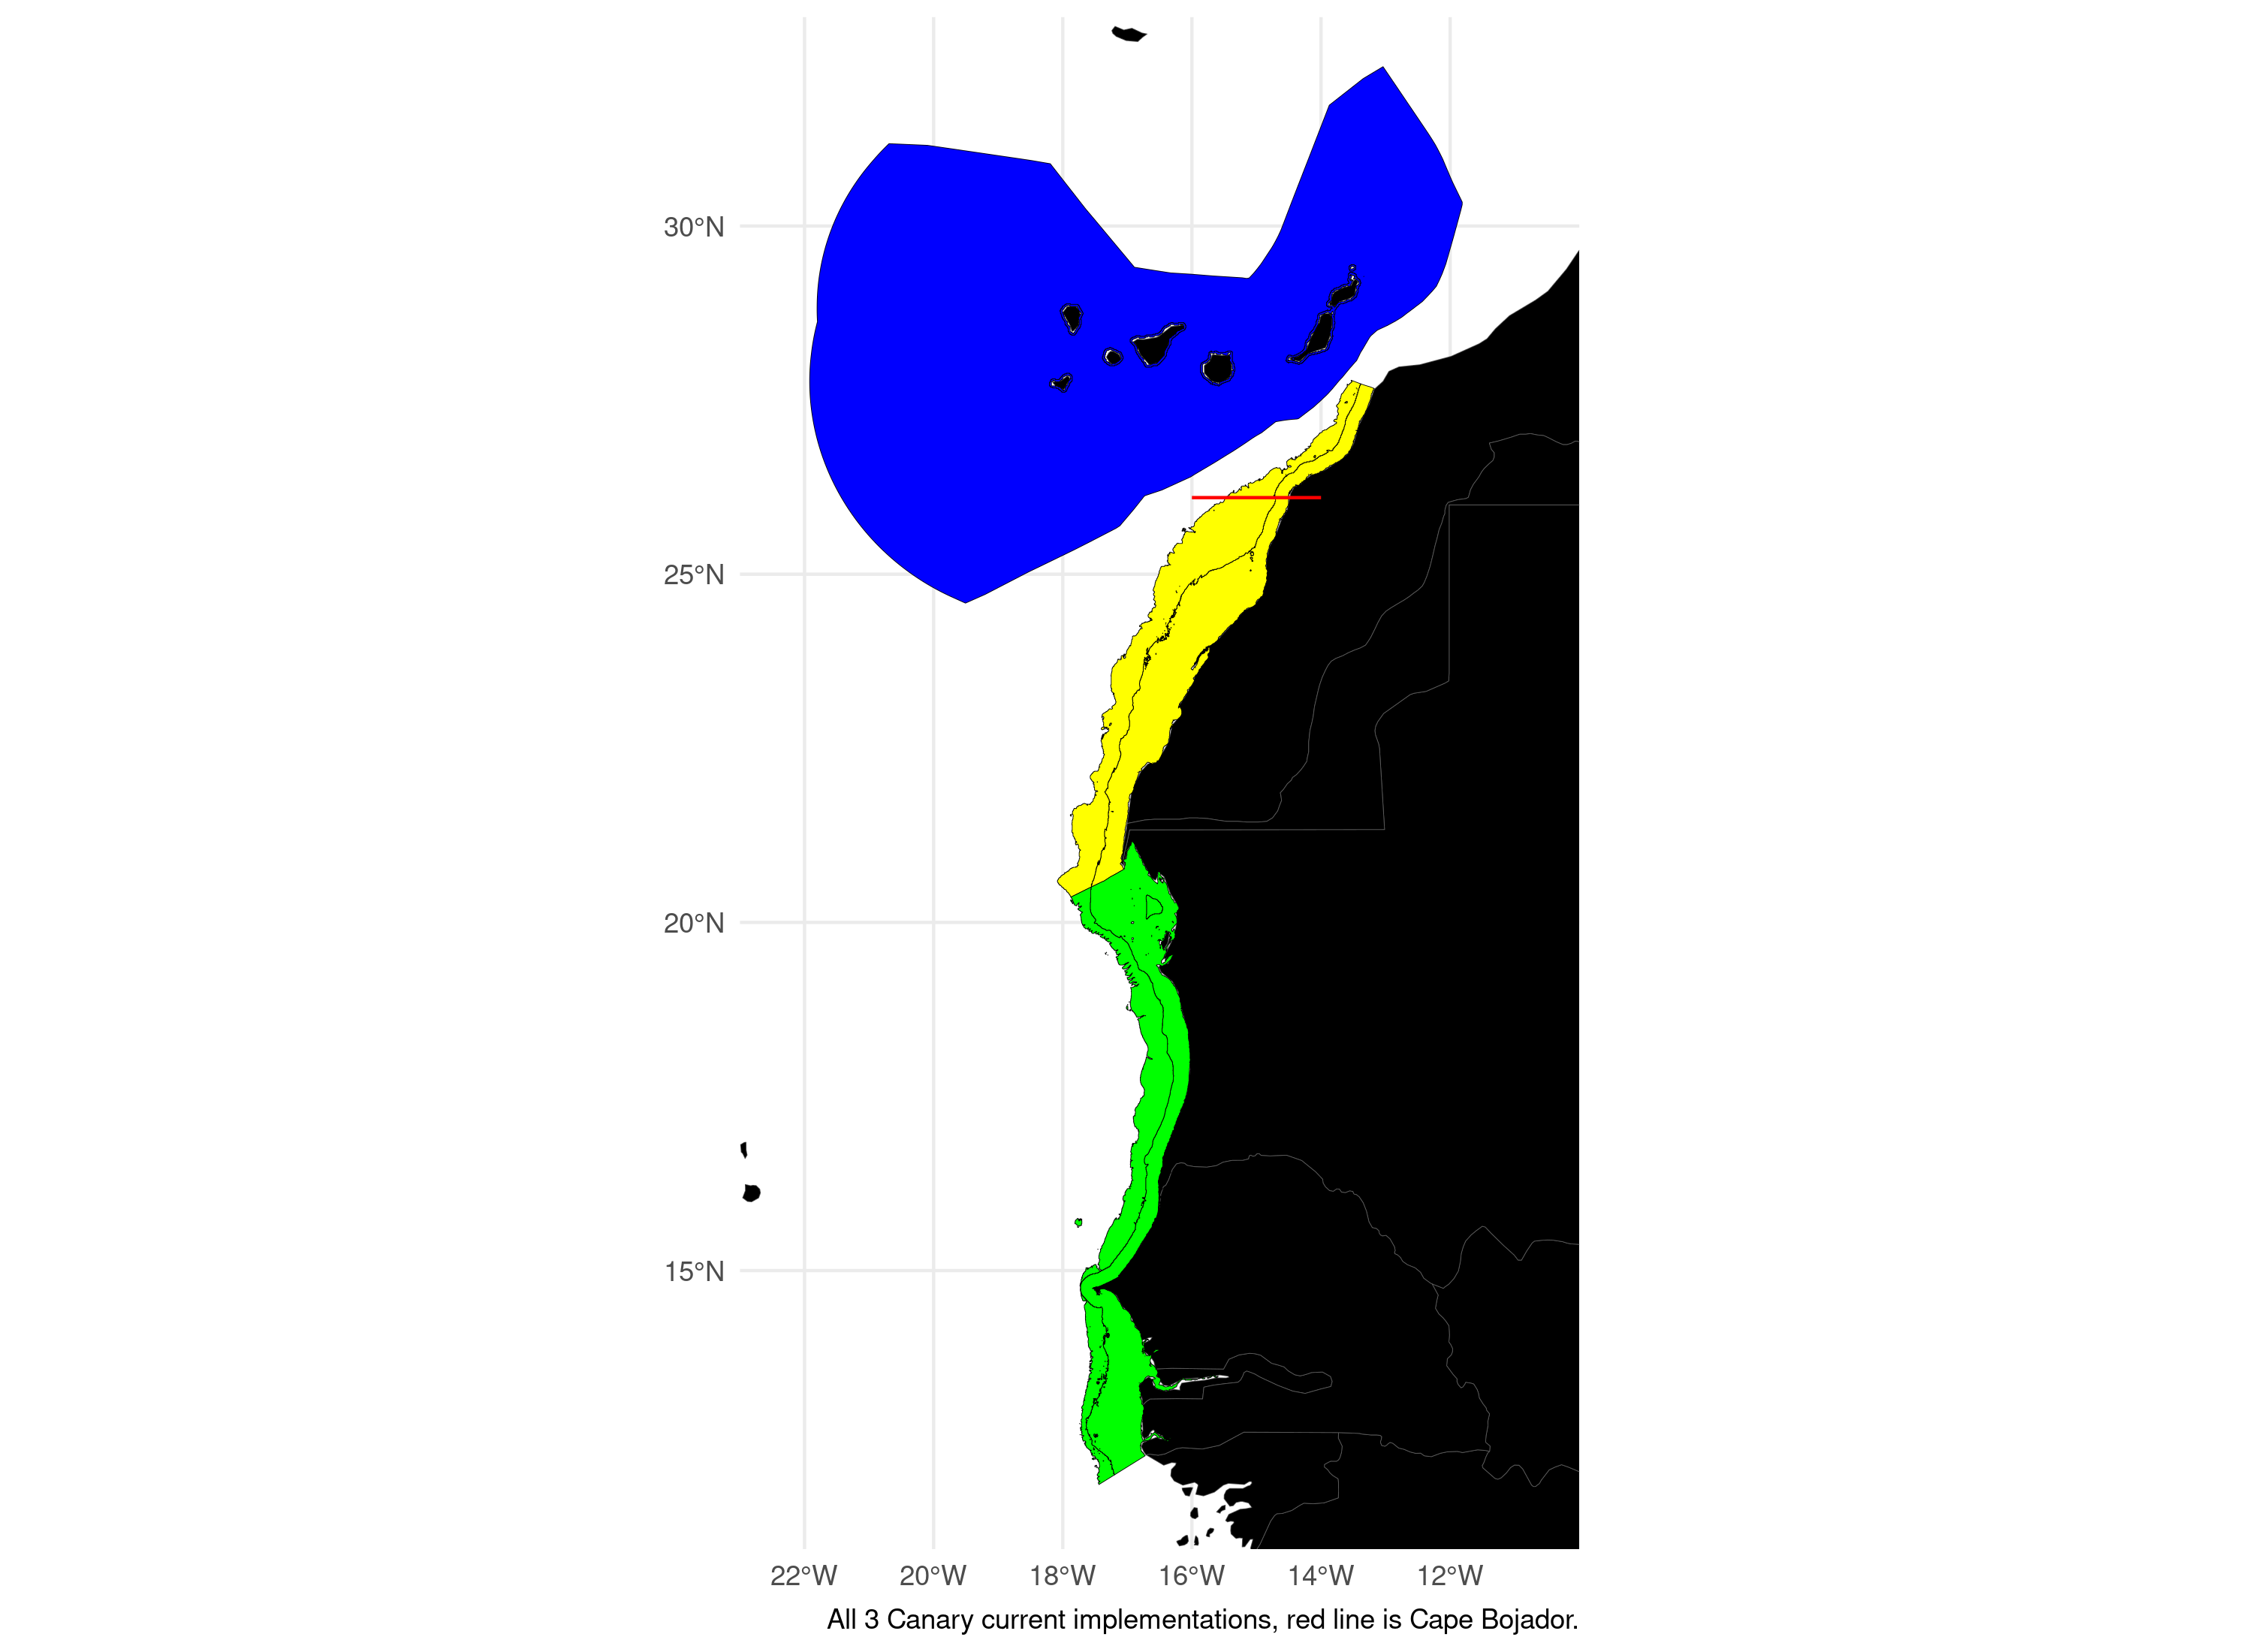 30°N
25°N
20°N
15°N
22°W 20°W 18°W 16°W 14°W 12°W
All 3 Canary current implementations, red line is Cape Bojador.